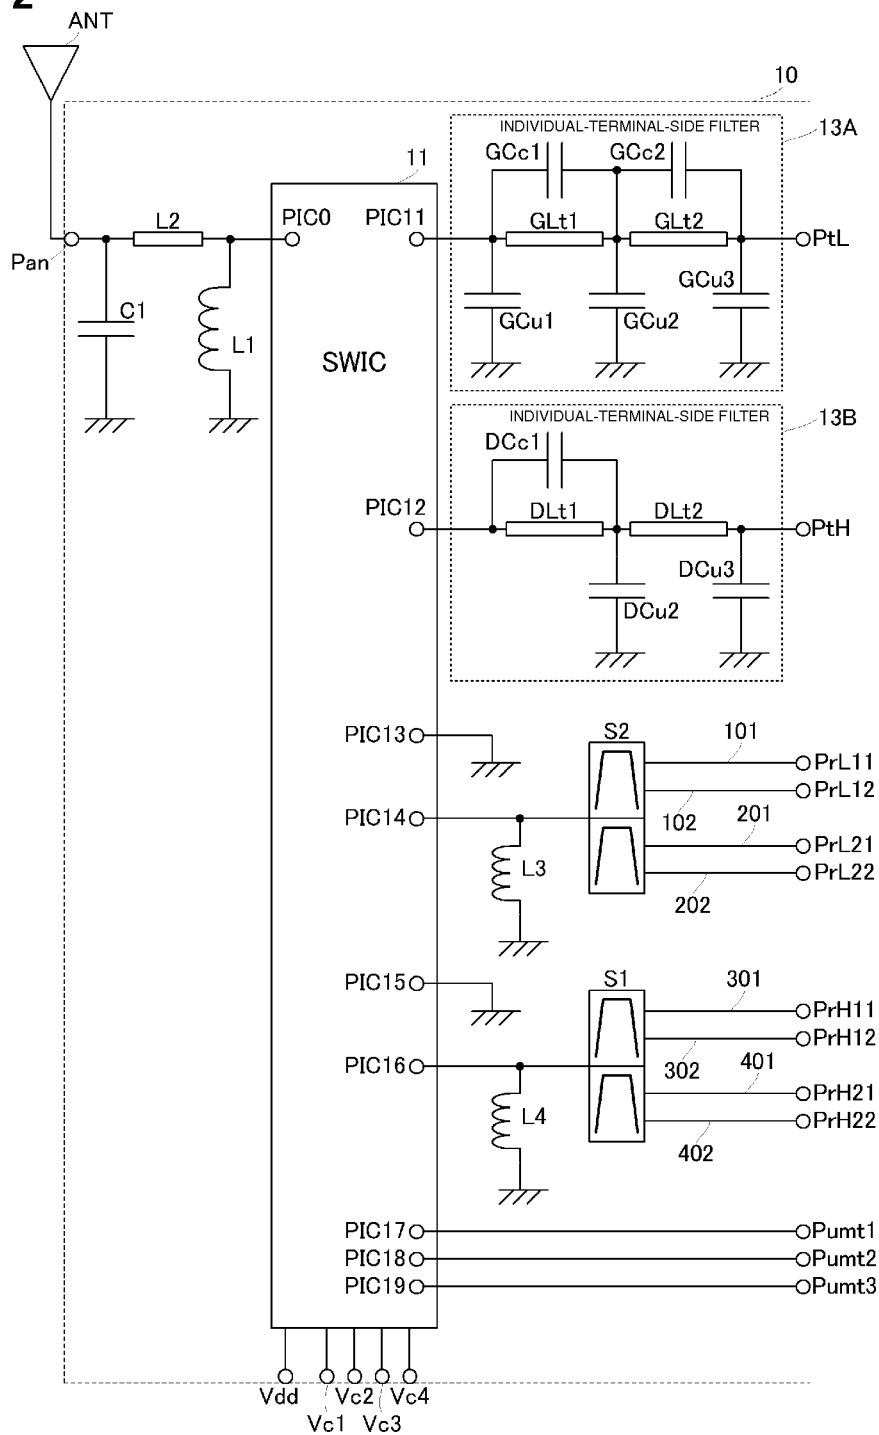 2
ANT
10
INDIVIDUAL-TERMINAL-SIDE FILTER
13A
GCc1
GCc2
11
L2
PIC0
PIC11
GLt1
GLt2
PtL
Pan
C1
L1
GCu1
GCu2
GCu3
SWIC
INDIVIDUAL-TERMINAL-SIDE FILTER
13B
DCc1
PIC12
DLt1
DLt2
PtH
DCu2
DCu3
PIC13
S2
101
PrL11
PrL12
102
PIC14
201
PrL21
L3
PrL22
202
PIC15
S1
301
PrH11
PrH12
302
PIC16
401
PrH21
L4
PrH22
402
PIC17
Pumt1
PIC18
Pumt2
PIC19
Pumt3
Vdd
Vc2
Vc4
Vc1
Vc3